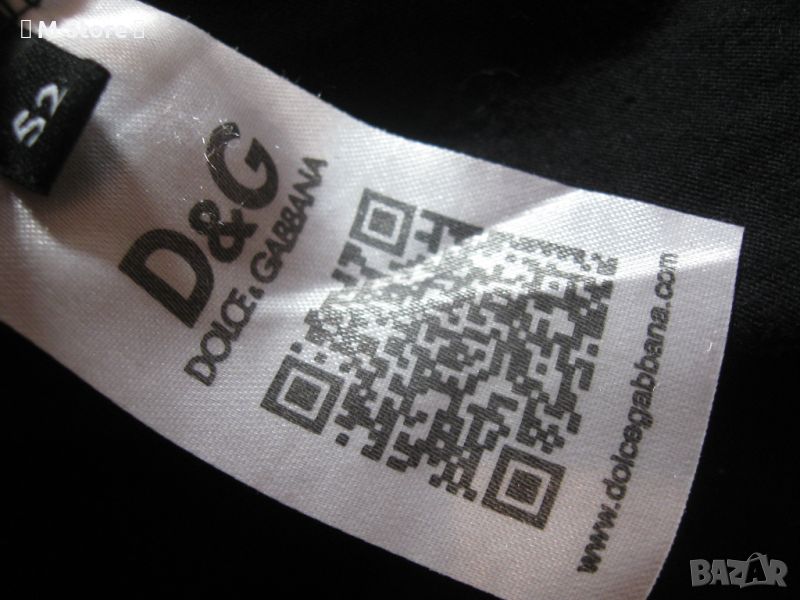 M-Store
52
D&G
DOLCE & GABBANA
www.dolcegabbana.com
BAZAR